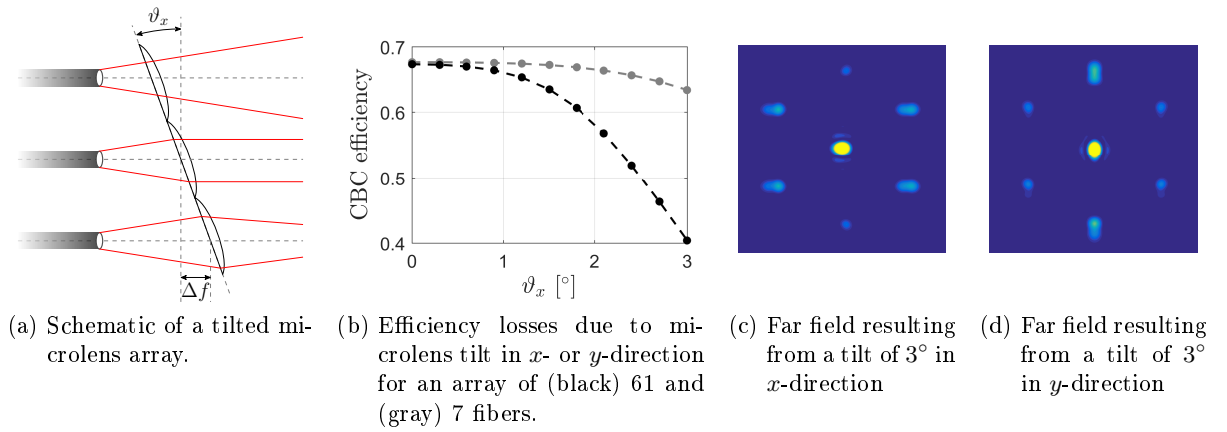 ϑx
Δf
CBC efficiency
0.7
0.6
0.5
0.4
0
1
2
3
ϑx [°]
(a) Schematic of a tilted mi-
crolens array.
(b) Efficiency losses due to mi-
crolens tilt in x- or y-direction
for an array of (black) 61 and
(gray) 7 fibers.
(c) Far field resulting
from a tilt of 3° in
x-direction
(d) Far field resulting
from a tilt of 3°
in y-direction